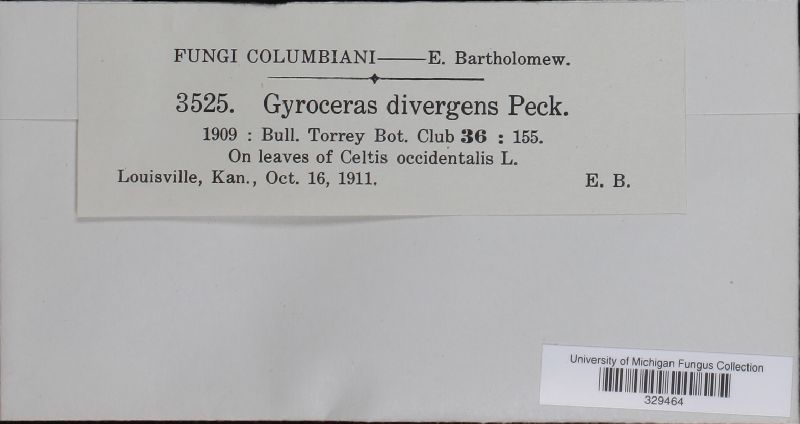 FUNGI COLUMBIANI——E. Bartholomew.
3525. Gyroceras divergens Peck.
1909 : Bull. Torrey Bot. Club 36 : 155.
On leaves of Celtis occidentalis L.
Louisville, Kan., Oct. 16, 1911. E. B.
University of Michigan Fungus Collection
329464